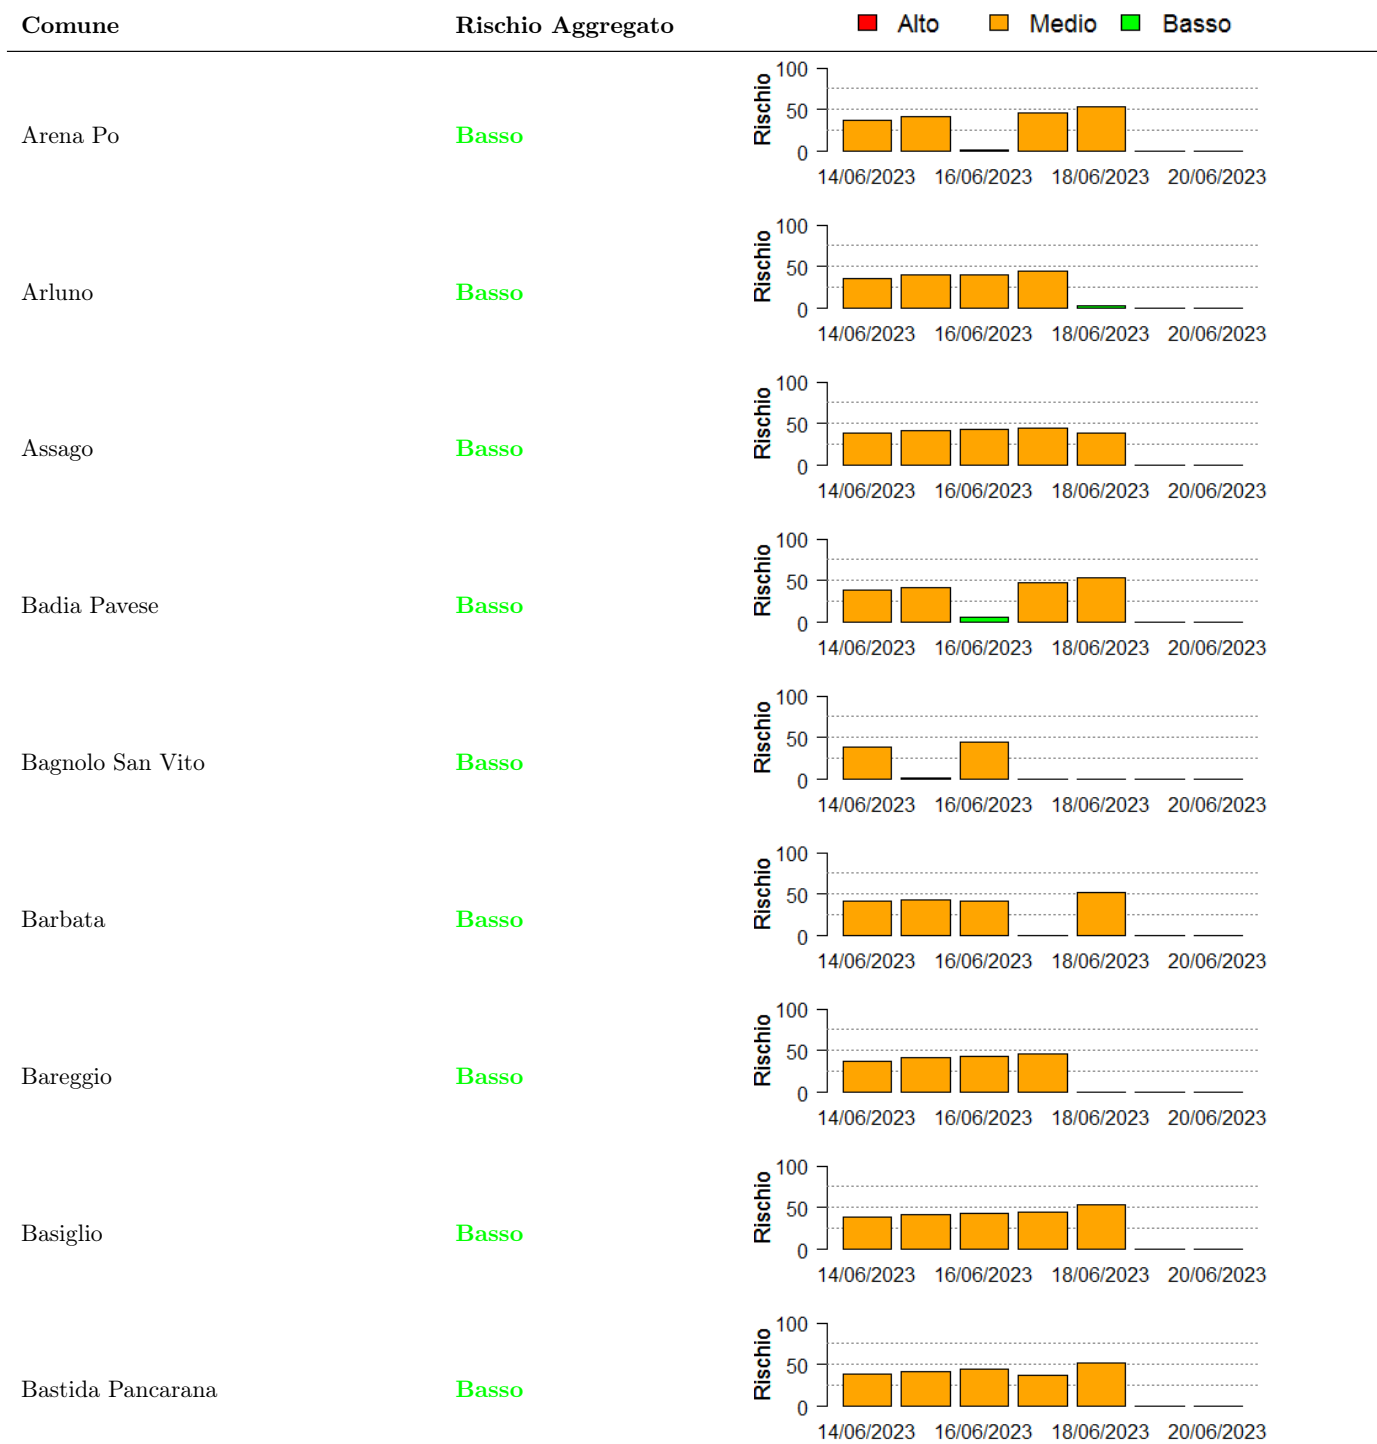 Comune Rischio Aggregato Alto Medio Basso
100
50
0
Rischio
Arena Po Basso
14/06/2023 16/06/2023 18/06/2023 20/06/2023
100
50
0
Rischio
Arluno Basso
14/06/2023 16/06/2023 18/06/2023 20/06/2023
100
50
0
Rischio
Assago Basso
14/06/2023 16/06/2023 18/06/2023 20/06/2023
100
50
0
Rischio
Badia Pavese Basso
14/06/2023 16/06/2023 18/06/2023 20/06/2023
100
50
0
Rischio
Bagnolo San Vito Basso
14/06/2023 16/06/2023 18/06/2023 20/06/2023
100
50
0
Rischio
Barbata Basso
14/06/2023 16/06/2023 18/06/2023 20/06/2023
100
50
0
Rischio
Bareggio Basso
14/06/2023 16/06/2023 18/06/2023 20/06/2023
100
50
0
Rischio
Basiglio Basso
14/06/2023 16/06/2023 18/06/2023 20/06/2023
100
50
0
Rischio
Bastida Pancarana Basso
14/06/2023 16/06/2023 18/06/2023 20/06/2023